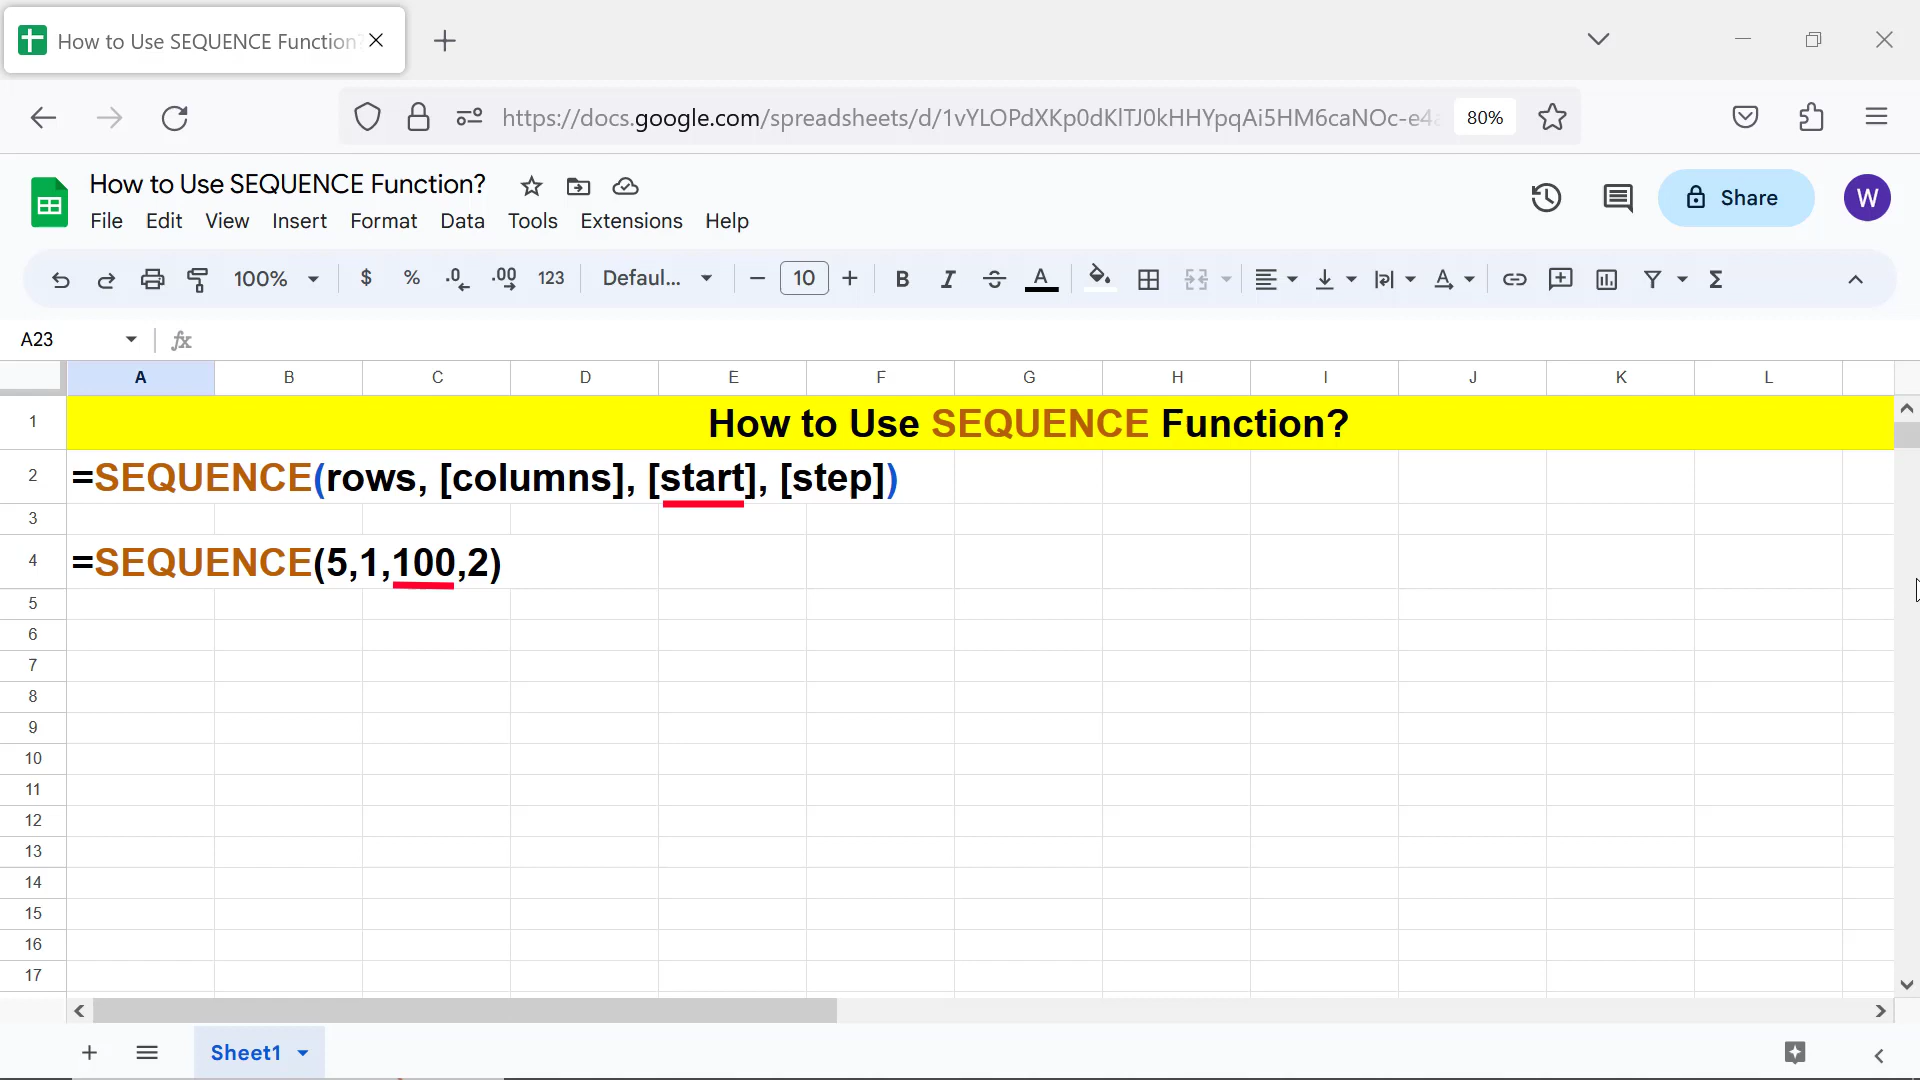 How to Use SEQUENCE Function?
https://docs.google.com/spreadsheets/d/1vYLOPdXKp0dKlTJ0kHHYpqAi5HM6caNOc-e4
80%
How to Use SEQUENCE Function?
File Edit View Insert Format Data Tools Extensions Help
Share
W
100% $ % .0 .00 123 Defaul... 10 B I A A Σ
A23 fx
A B C D E F G H I J K L
1 How to Use SEQUENCE Function?
2 =SEQUENCE(rows, [columns], [start], [step])
3
4 =SEQUENCE(5,1,100,2)
5
6
7
8
9
10
11
12
13
14
15
16
17
Sheet1